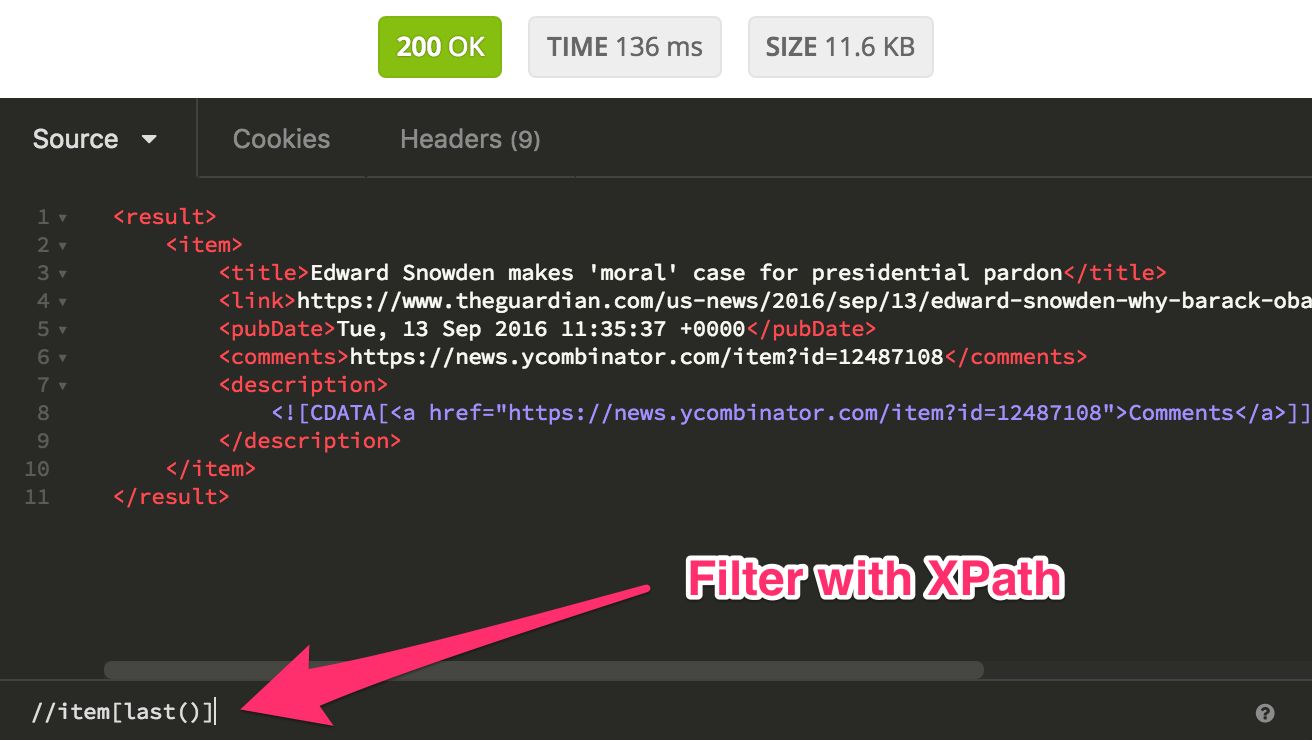 200 OK TIME 136 ms SIZE 11.6 KB
Source Cookies Headers (9)
1 <result>
2 <item>
3 <title>Edward Snowden makes 'moral' case for presidential pardon</title>
4 <link>https://www.theguardian.com/us-news/2016/sep/13/edward-snowden-why-barack-oba
5 <pubDate>Tue, 13 Sep 2016 11:35:37 +0000</pubDate>
6 <comments>https://news.ycombinator.com/item?id=12487108</comments>
7 <description>
8 <![CDATA[<a href="https://news.ycombinator.com/item?id=12487108">Comments</a>]]
9 </description>
10 </item>
11 </result>
Filter with XPath
//item[last()]
?